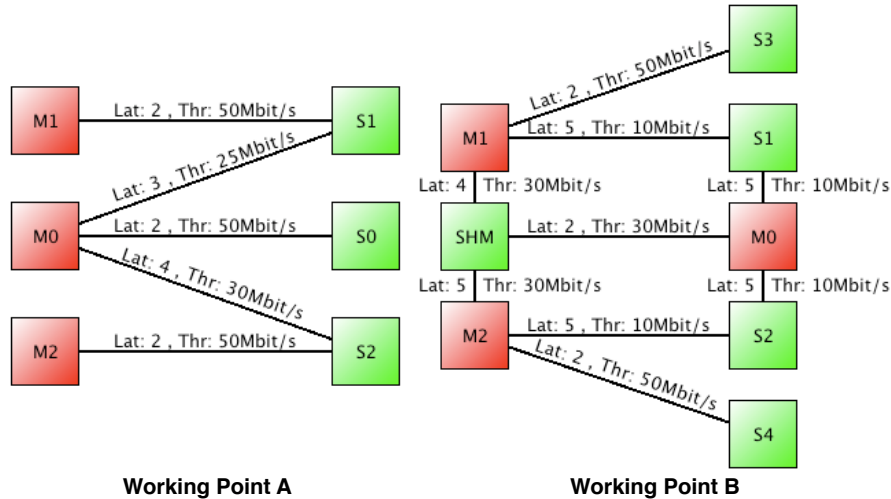 S3
Lat: 2 , Thr: 50Mbit/s
M1
Lat: 2 , Thr: 50Mbit/s
S1
M1
Lat: 5 , Thr: 10Mbit/s
S1
Lat: 3 , Thr: 25Mbit/s
Lat: 4 Thr: 30Mbit/s
Lat: 5 Thr: 10Mbit/s
M0
Lat: 2 , Thr: 50Mbit/s
S0
SHM
Lat: 2 , Thr: 30Mbit/s
M0
Lat: 4 , Thr: 30Mbit/s
Lat: 5 Thr: 30Mbit/s
Lat: 5 Thr: 10Mbit/s
M2
Lat: 2 , Thr: 50Mbit/s
S2
M2
Lat: 5 , Thr: 10Mbit/s
S2
Lat: 2 , Thr: 50Mbit/s
S4
Working Point A
Working Point B